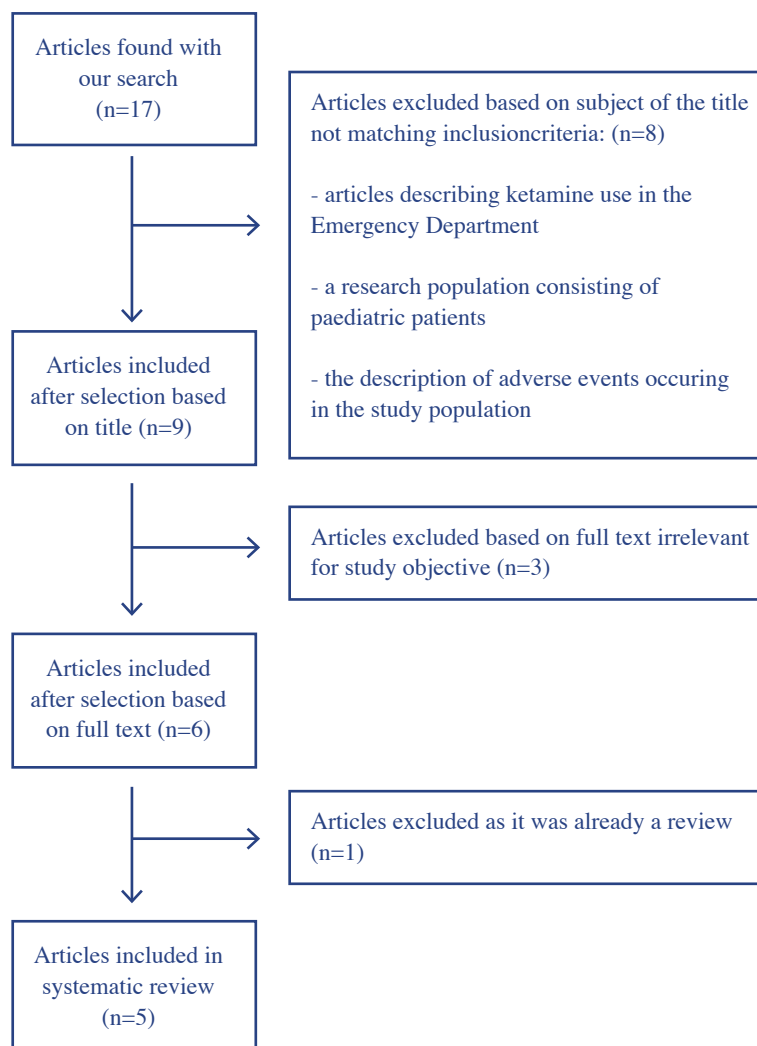 Articles found with
our search
(n=17)
Articles excluded based on subject of the title
not matching inclusioncriteria: (n=8)
- articles describing ketamine use in the
Emergency Department
- a research population consisting of
paediatric patients
- the description of adverse events occuring
in the study population
Articles included
after selection based
on title (n=9)
Articles excluded based on full text irrelevant
for study objective (n=3)
Articles included
after selection based
on full text (n=6)
Articles excluded as it was already a review
(n=1)
Articles included in
systematic review
(n=5)